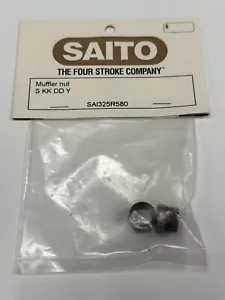 SAITO
THE FOUR STROKE COMPANY
Muffler nut
S KK DD Y
SAI325R580